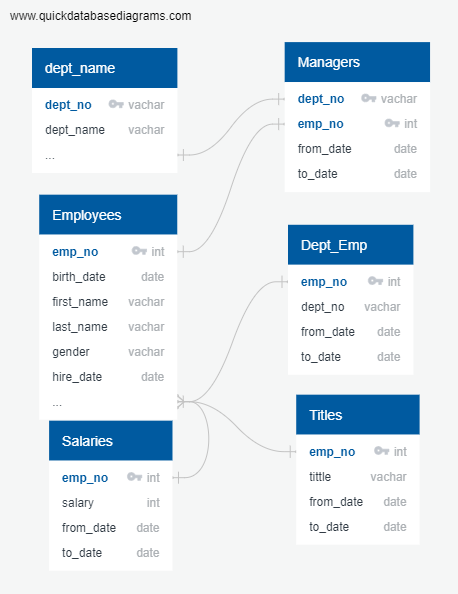 www.quickdatabasediagrams.com
dept_name
dept_no vachar
dept_name vachar
...
Managers
dept_no vachar
emp_no int
from_date date
to_date date
Employees
emp_no int
birth_date date
first_name vachar
last_name vachar
gender vachar
hire_date date
...
Dept_Emp
emp_no int
dept_no vachar
from_date date
to_date date
Salaries
emp_no int
salary int
from_date date
to_date date
Titles
emp_no int
tittle vachar
from_date date
to_date date